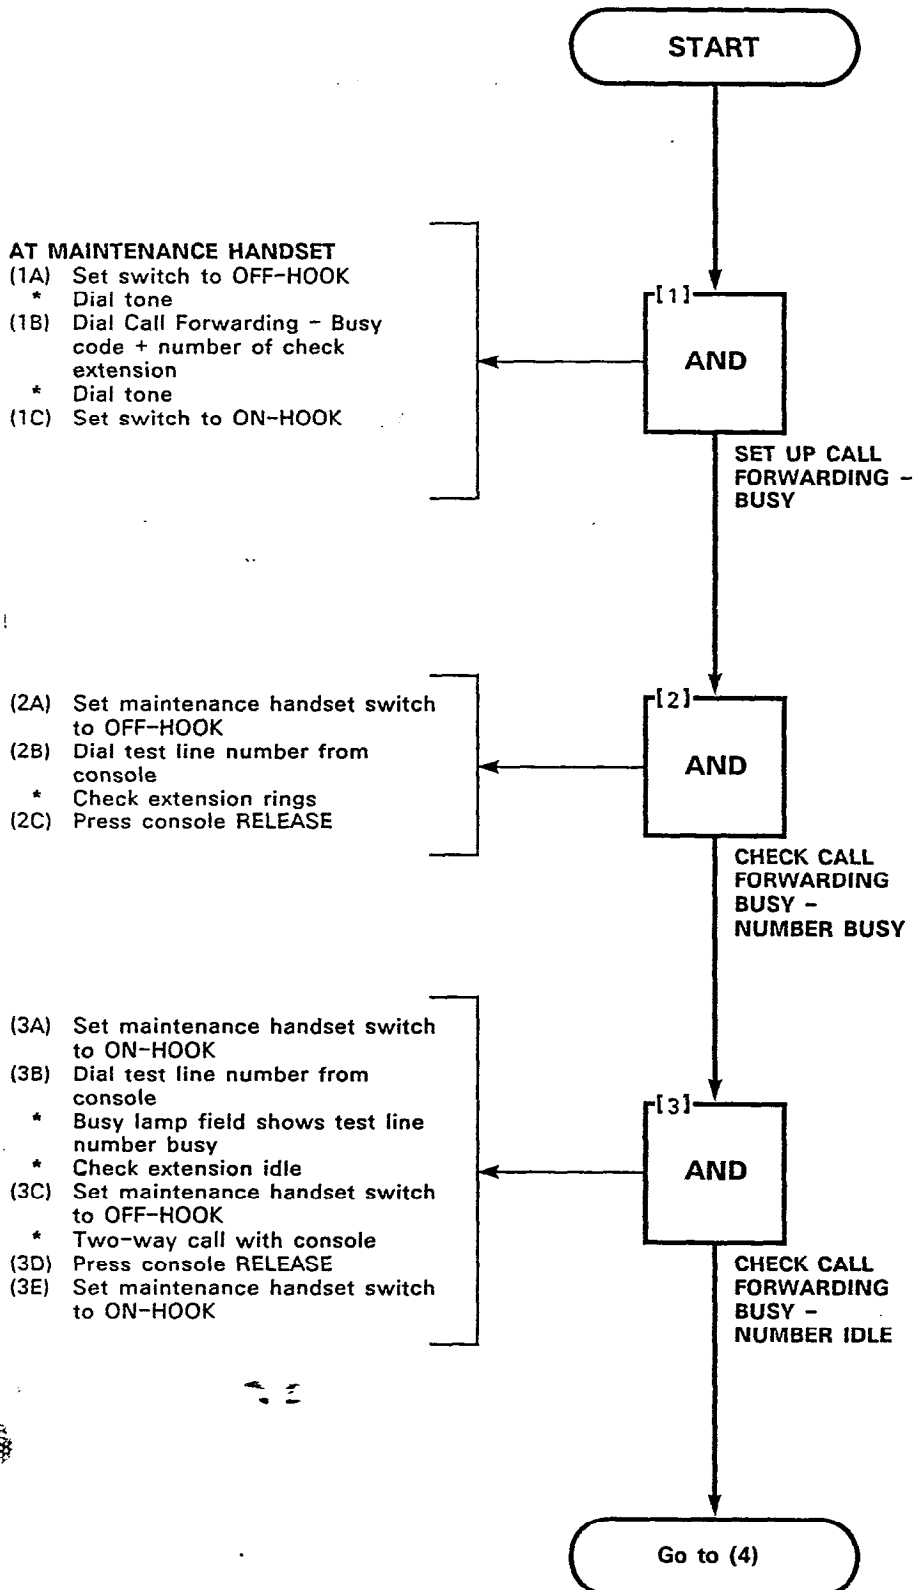 START
AT MAINTENANCE HANDSET
(1A) Set switch to OFF-HOOK
* Dial tone
(1B) Dial Call Forwarding - Busy
code + number of check
extension
* Dial tone
(1C) Set switch to ON-HOOK
[1]
AND
SET UP CALL
FORWARDING -
BUSY
(2A) Set maintenance handset switch
to OFF-HOOK
(2B) Dial test line number from
console
* Check extension rings
(2C) Press console RELEASE
[2]
AND
CHECK CALL
FORWARDING
BUSY -
NUMBER BUSY
(3A) Set maintenance handset switch
to ON-HOOK
(3B) Dial test line number from
console
* Busy lamp field shows test line
number busy
* Check extension idle
(3C) Set maintenance handset switch
to OFF-HOOK
* Two-way call with console
(3D) Press console RELEASE
(3E) Set maintenance handset switch
to ON-HOOK
[3]
AND
CHECK CALL
FORWARDING
BUSY -
NUMBER IDLE
Go to (4)